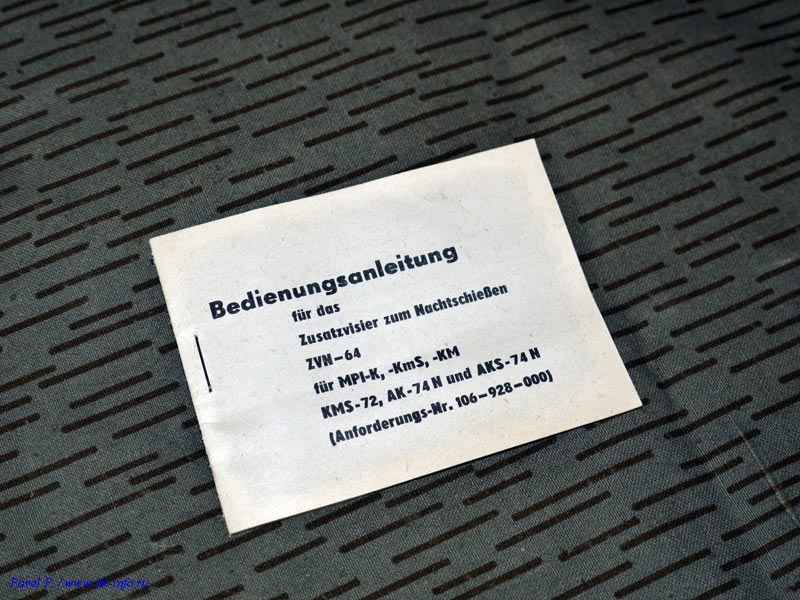 Bedienungsanleitung
für das
Zusatzvisier zum Nachtschießen
ZVN–64
für MPI-K, -KmS, -KM
KMS-72, AK-74 N und AKS-74 N
(Anforderungs-Nr. 106–928–000)
Pavel P. / www.ak-info.ru